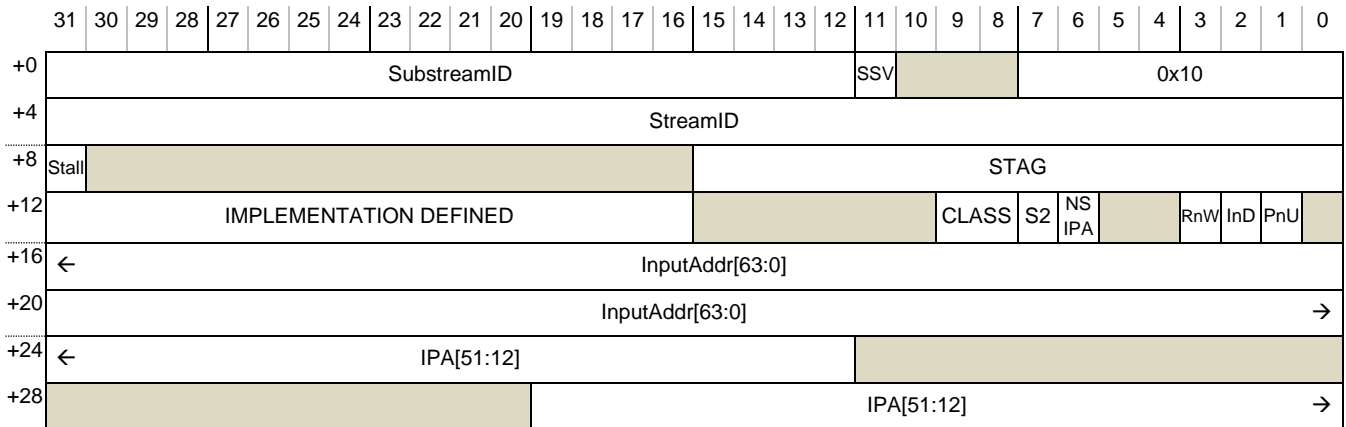 31 30 29 28 27 26 25 24 23 22 21 20 19 18 17 16 15 14 13 12 11 10 9 8 7 6 5 4 3 2 1 0
+0 SubstreamID SSV 0x10
+4 StreamID
+8 Stall STAG
+12 IMPLEMENTATION DEFINED CLASS S2 NS IPA RnW InD PnU
+16 ← InputAddr[63:0]
+20 InputAddr[63:0] →
+24 ← IPA[51:12]
+28 IPA[51:12] →